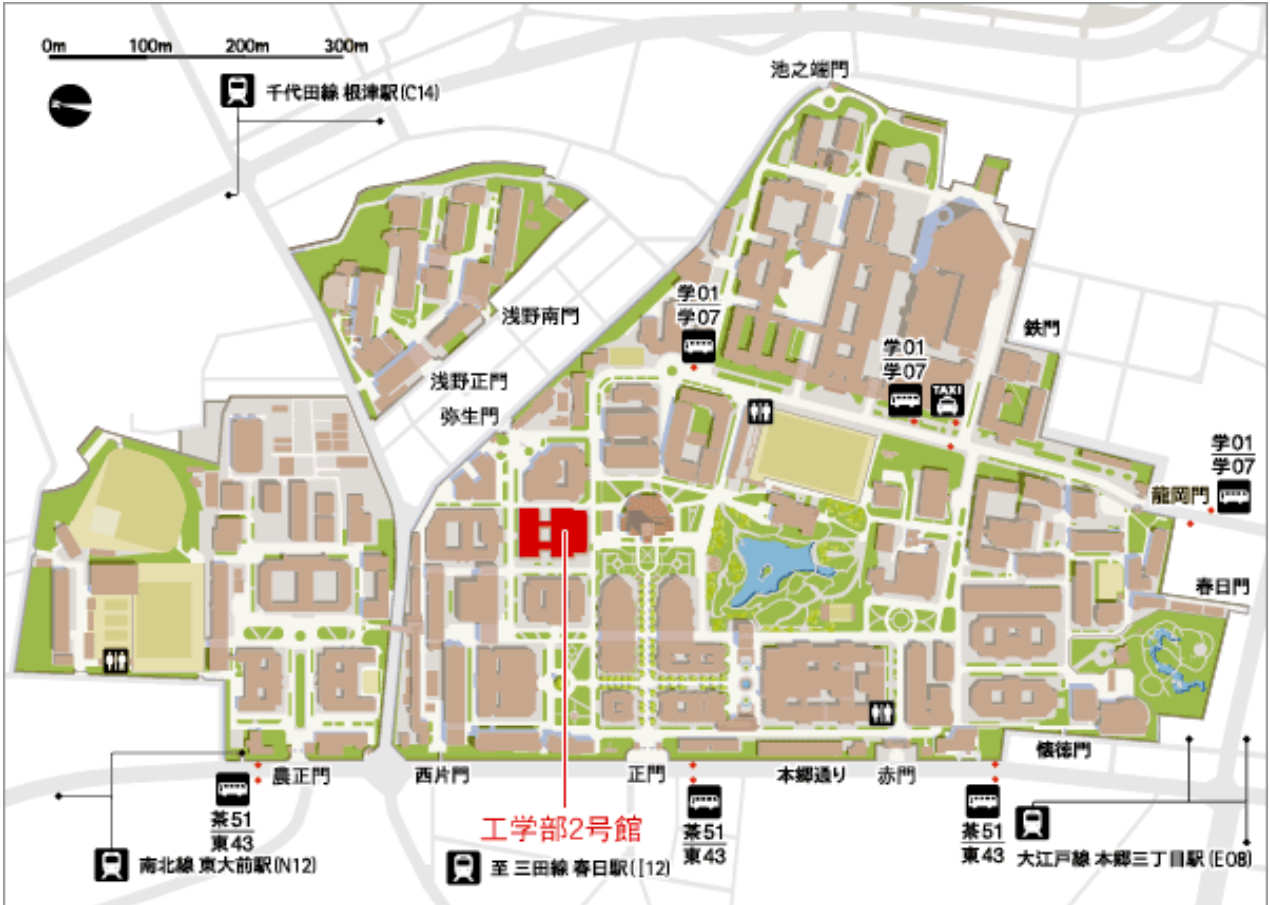 0m 100m 200m 300m
千代田線 根津駅(C14)
池之端門
浅野南門
浅野正門
弥生門
学01
学07
学01
学07
TAXI
鉄門
学01
学07
龍岡門
春日門
農正門
西片門
正門
本郷通り
赤門
懐徳門
茶51
東43
工学部2号館
茶51
東43
茶51
東43
南北線 東大前駅(N12)
至 三田線 春日駅(I12)
大江戸線 本郷三丁目駅(E08)